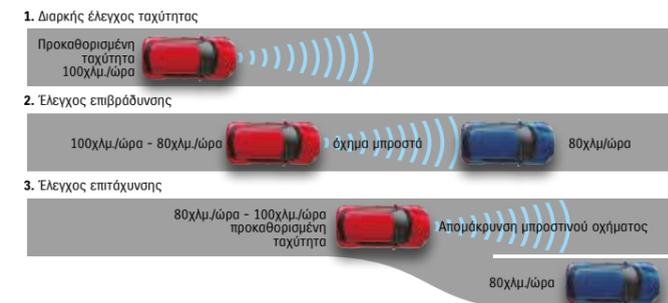 1. Διαρκής έλεγχος ταχύτητας
Προκαθορισμένη
ταχύτητα
100χλμ./ώρα
2. Έλεγχος επιβράδυνσης
100χλμ./ώρα - 80χλμ./ώρα
όχημα μπροστά
80χλμ/ώρα
3. Έλεγχος επιτάχυνσης
80χλμ./ώρα - 100χλμ./ώρα
προκαθορισμένη
ταχύτητα
Απομάκρυνση μπροστινού οχήματος
80χλμ./ώρα